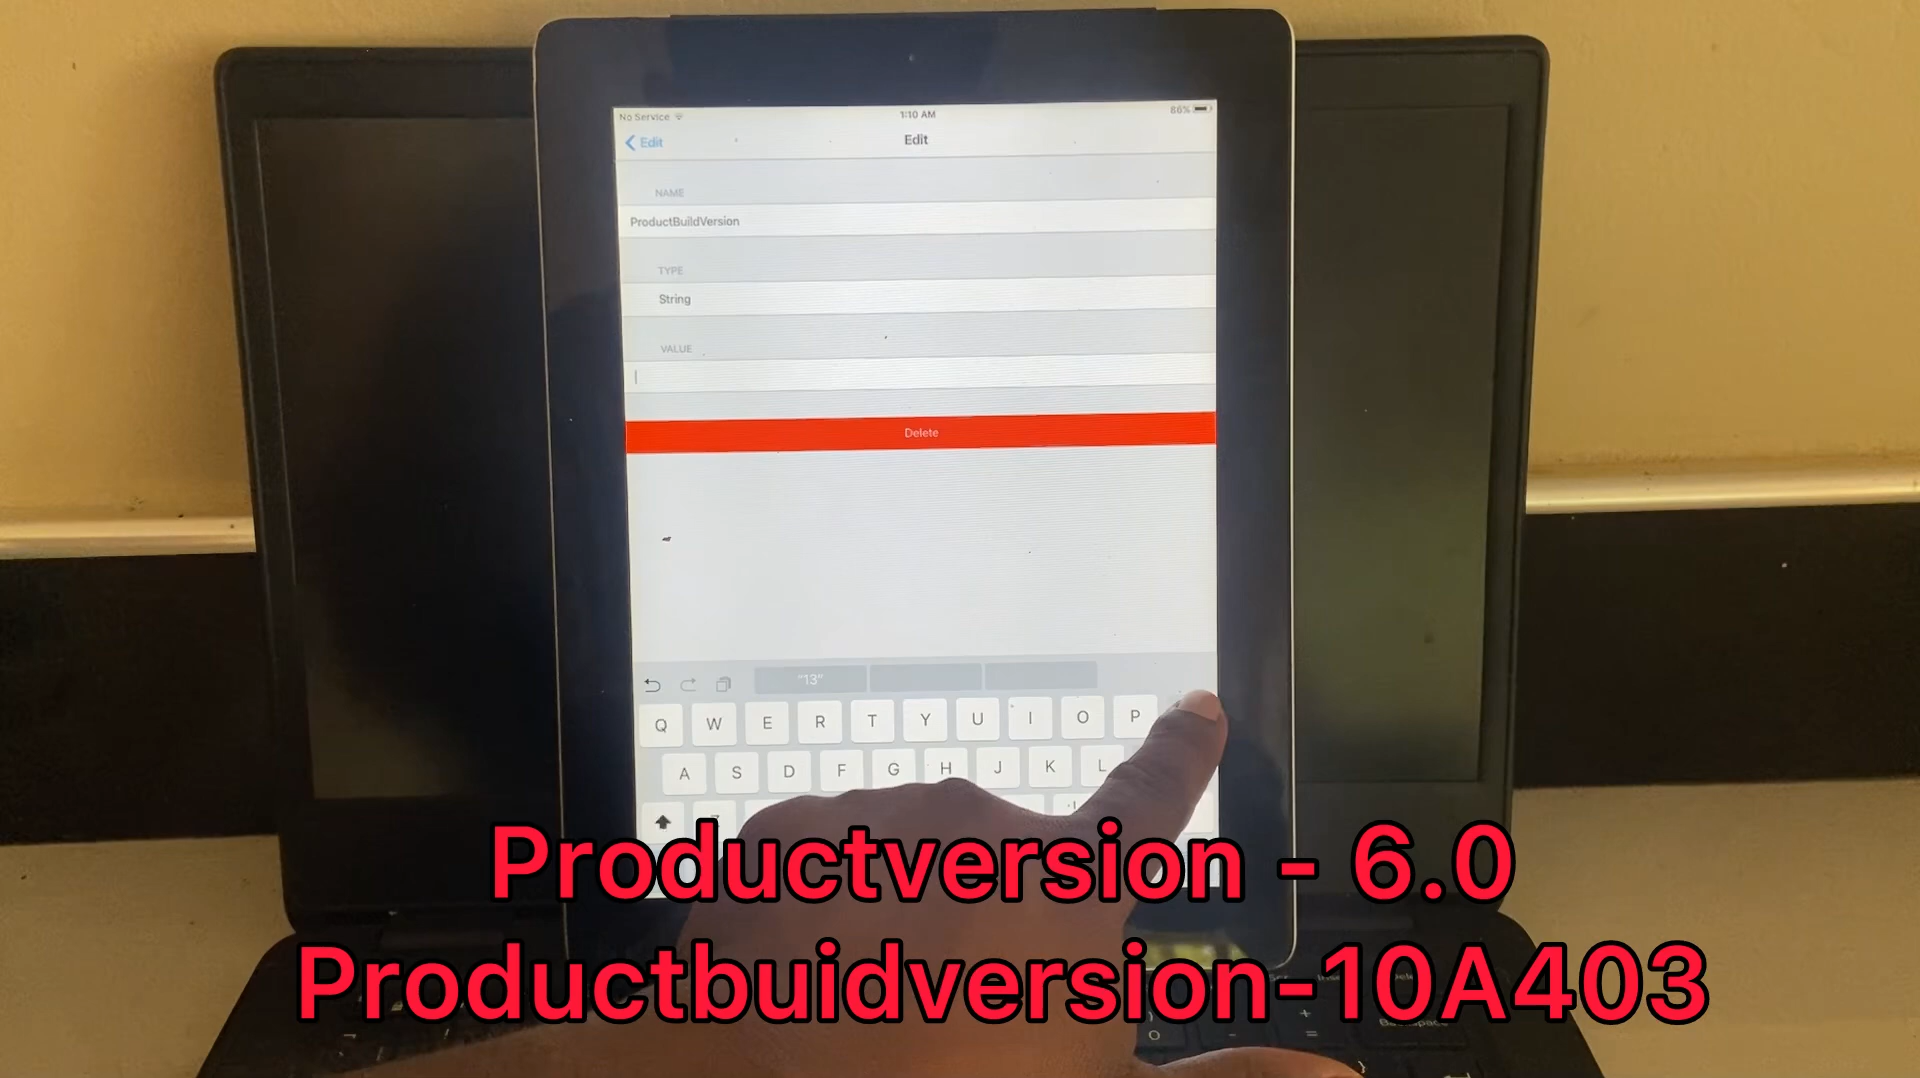 No Service
1:10 AM
86%
Edit
Edit
NAME
ProductBuildVersion
TYPE
String
VALUE
Delete
"13"
Q W E R T Y U I O P
A S D F G H J K L
Productversion - 6.0
Productbuidversion-10A403